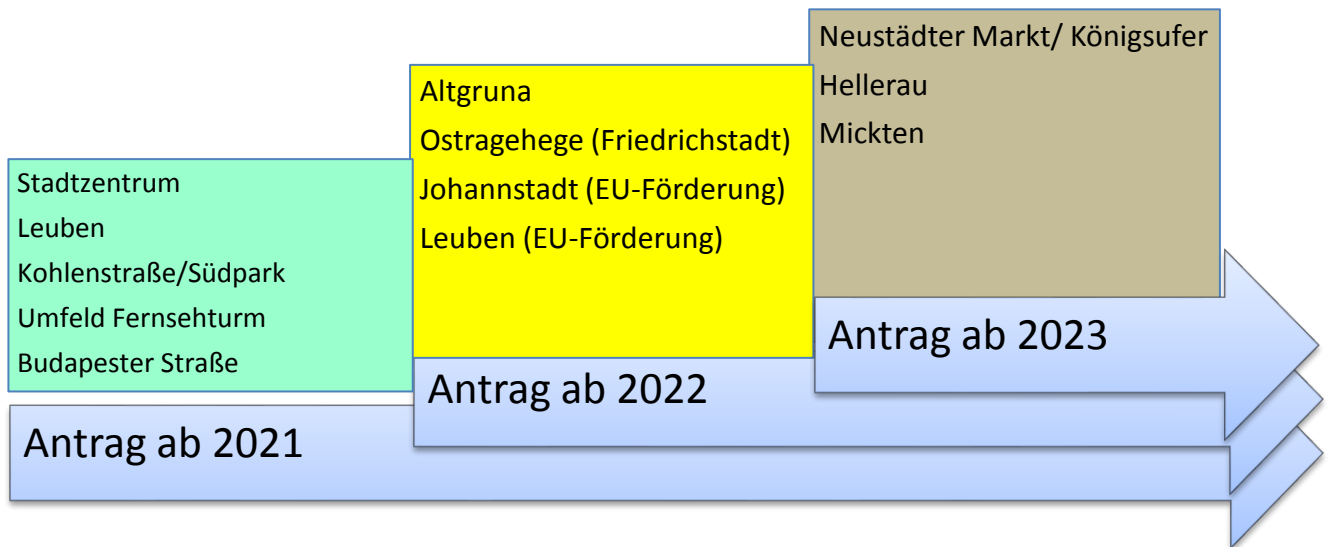 Stadtzentrum
Leuben
Kohlenstraße/Südpark
Umfeld Fernsehturm
Budapester Straße
Antrag ab 2021
Altgruna
Ostragehege (Friedrichstadt)
Johannstadt (EU-Förderung)
Leuben (EU-Förderung)
Antrag ab 2022
Neustädter Markt/ Königsufer
Hellerau
Mickten
Antrag ab 2023